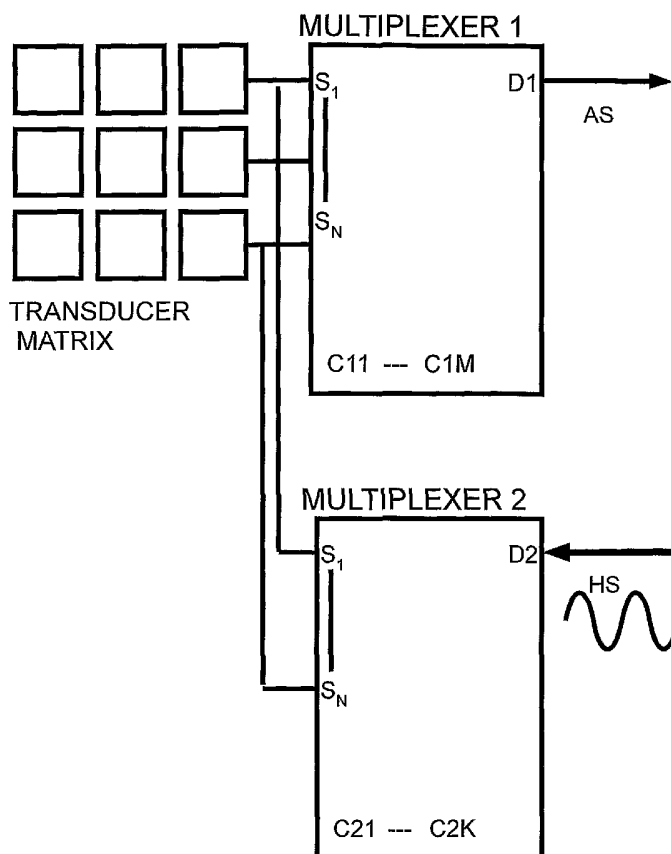 MULTIPLEXER 1
S1
D1
AS
SN
TRANSDUCER
MATRIX
C11 --- C1M
MULTIPLEXER 2
S1
D2
HS
SN
C21 --- C2K